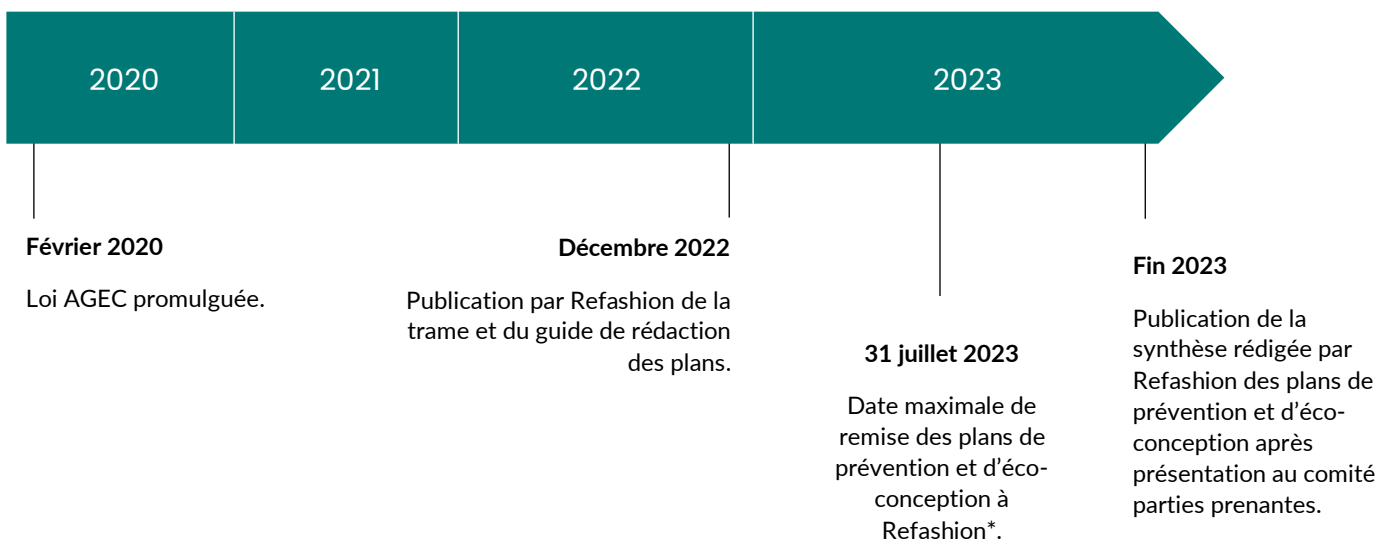 2020
2021
2022
2023
Février 2020
Loi AGEC promulguée.
Décembre 2022
Publication par Refashion de la
trame et du guide de rédaction
des plans.
31 juillet 2023
Date maximale de
remise des plans de
prévention et d’éco-
conception à
Refashion*.
Fin 2023
Publication de la
synthèse rédigée par
Refashion des plans de
prévention et d’éco-
conception après
présentation au comité
parties prenantes.